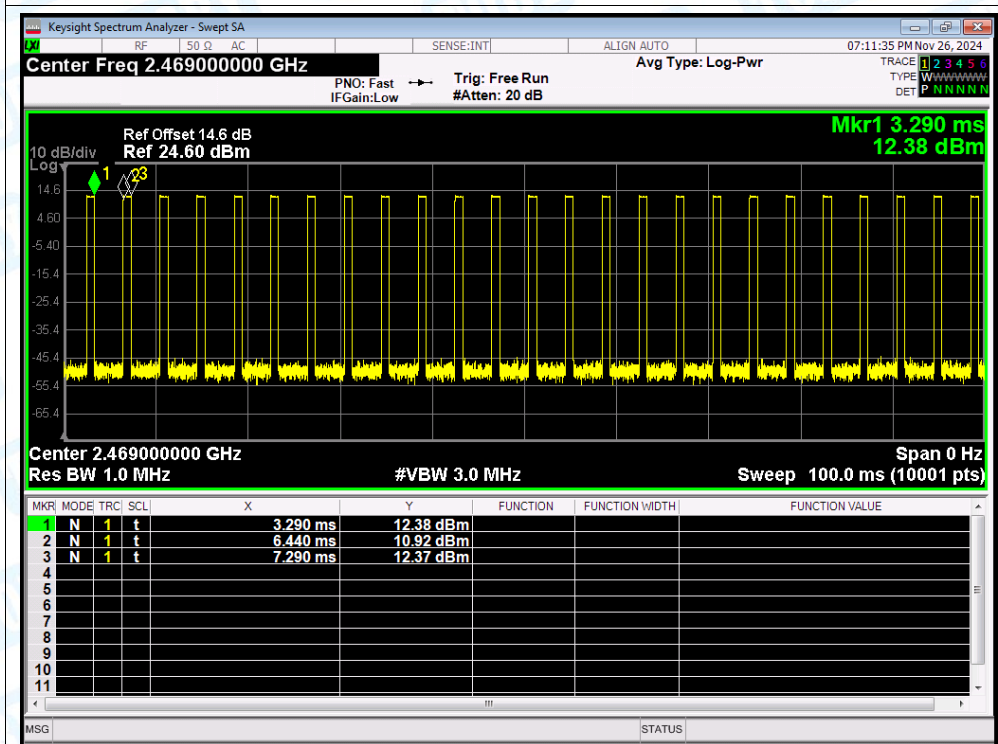 Keysight Spectrum Analyzer - Swept SA
LXI RF 50 Ω AC SENSE:INT ALIGN AUTO 07:11:35 PM Nov 26, 2024
Center Freq 2.469000000 GHz
PNO: Fast
IFGain:Low
Trig: Free Run
#Atten: 20 dB
Avg Type: Log-Pwr
TRACE 1 2 3 4 5 6
TYPE WWWWWW
DET P N N N N N
Mkr1 3.290 ms
12.38 dBm
Ref Offset 14.6 dB
10 dB/div Ref 24.60 dBm
Log
1 2 3
14.6
4.60
-5.40
-15.4
-25.4
-35.4
-45.4
-55.4
-65.4
Center 2.469000000 GHz Span 0 Hz
Res BW 1.0 MHz #VBW 3.0 MHz Sweep 100.0 ms (10001 pts)
MKR MODE TRC SCL X Y FUNCTION FUNCTION WIDTH FUNCTION VALUE
1 N 1 t 3.290 ms 12.38 dBm
2 N 1 t 6.440 ms 10.92 dBm
3 N 1 t 7.290 ms 12.37 dBm
4
5
6
7
8
9
10
11
MSG STATUS